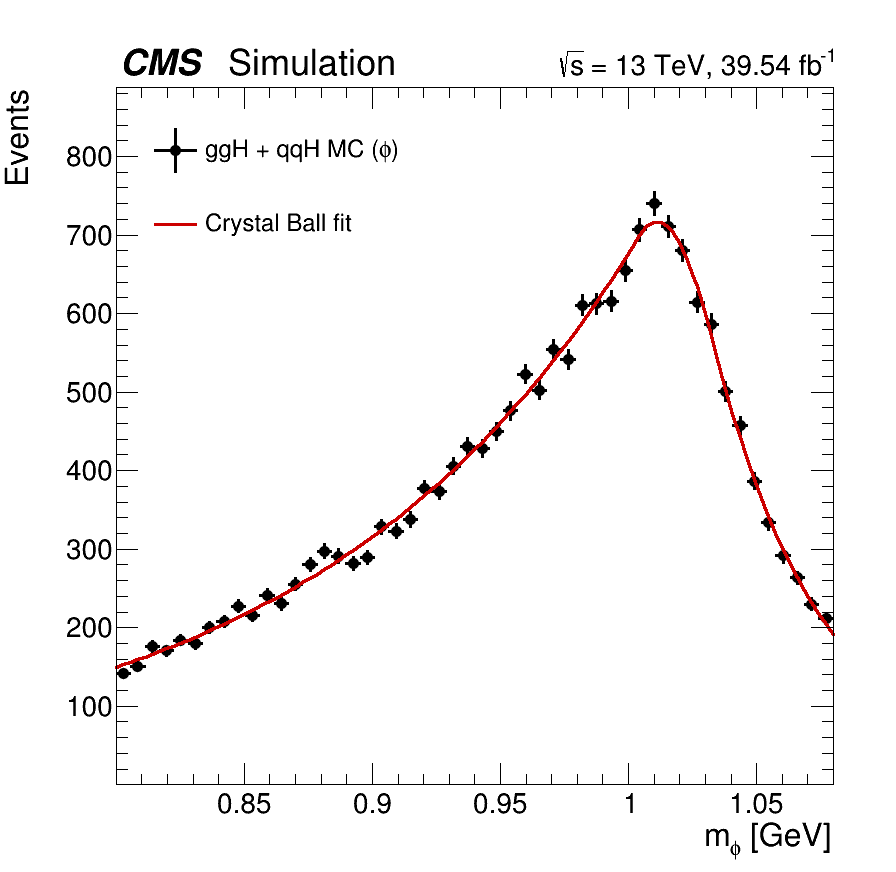 CMS Simulation
√s = 13 TeV, 39.54 fb⁻¹
Events
ggH + qqH MC (ϕ)
Crystal Ball fit
800
700
600
500
400
300
200
100
0.85 0.9 0.95 1 1.05
m_ϕ [GeV]